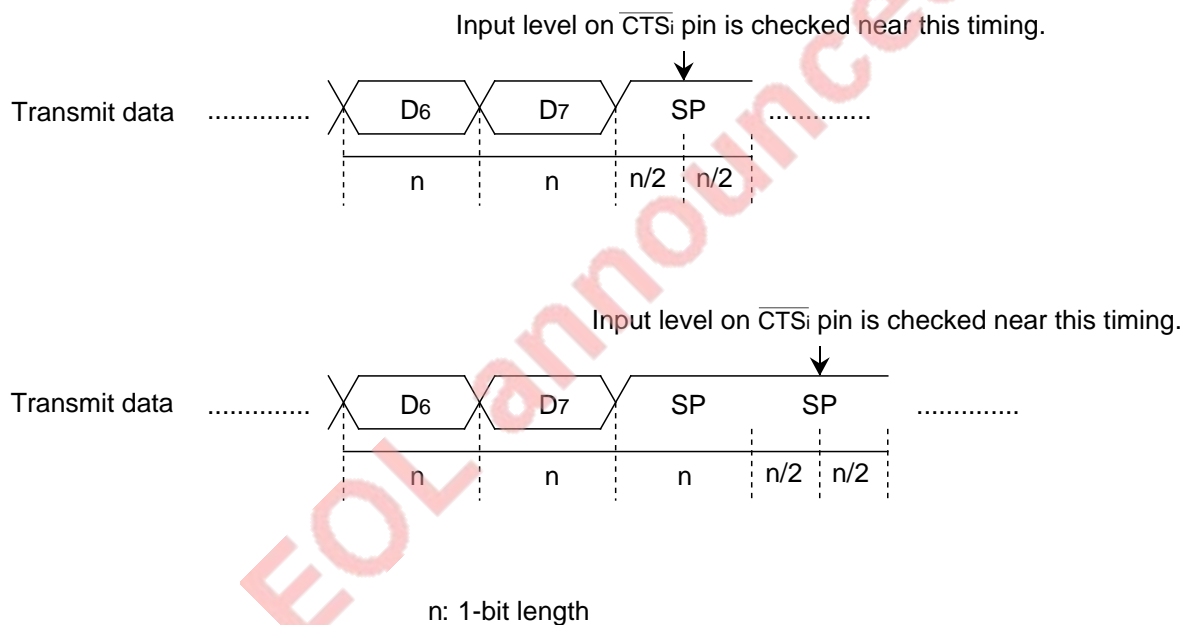 Input level on CTSi pin is checked near this timing.
Transmit data .............. D6 D7 SP ..............
n n n/2 n/2
Input level on CTSi pin is checked near this timing.
Transmit data .............. D6 D7 SP SP ..............
n n n n/2 n/2
n: 1-bit length
EOL announced